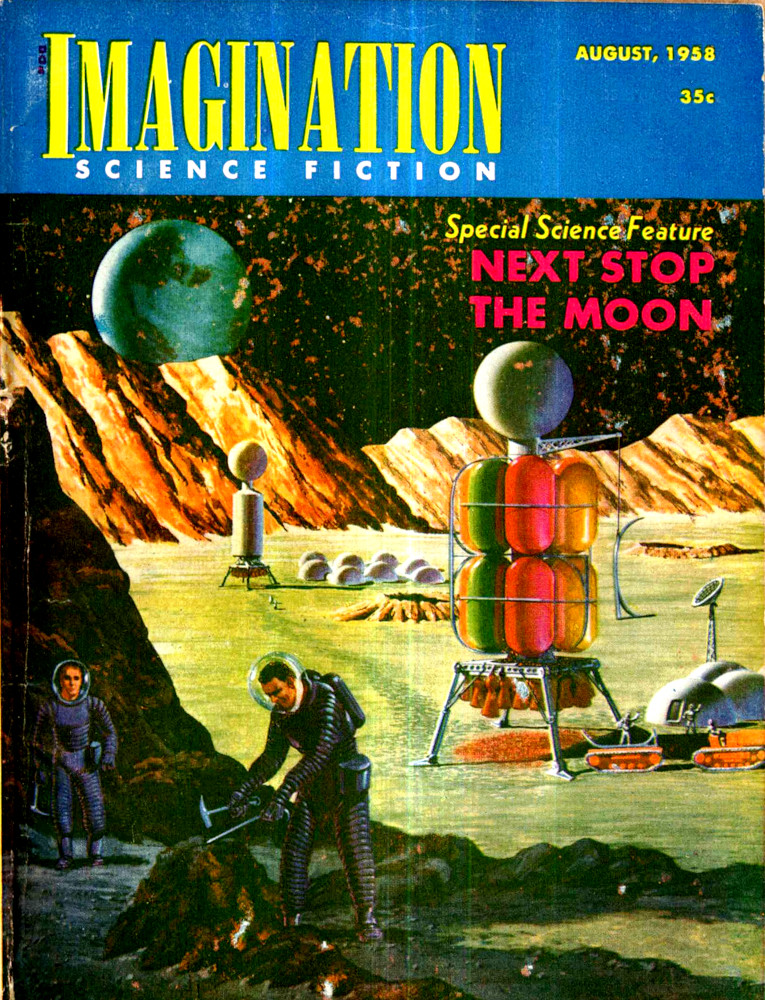 IMAGINATION
SCIENCE FICTION
AUGUST, 1958
35c
Special Science Feature
NEXT STOP
THE MOON